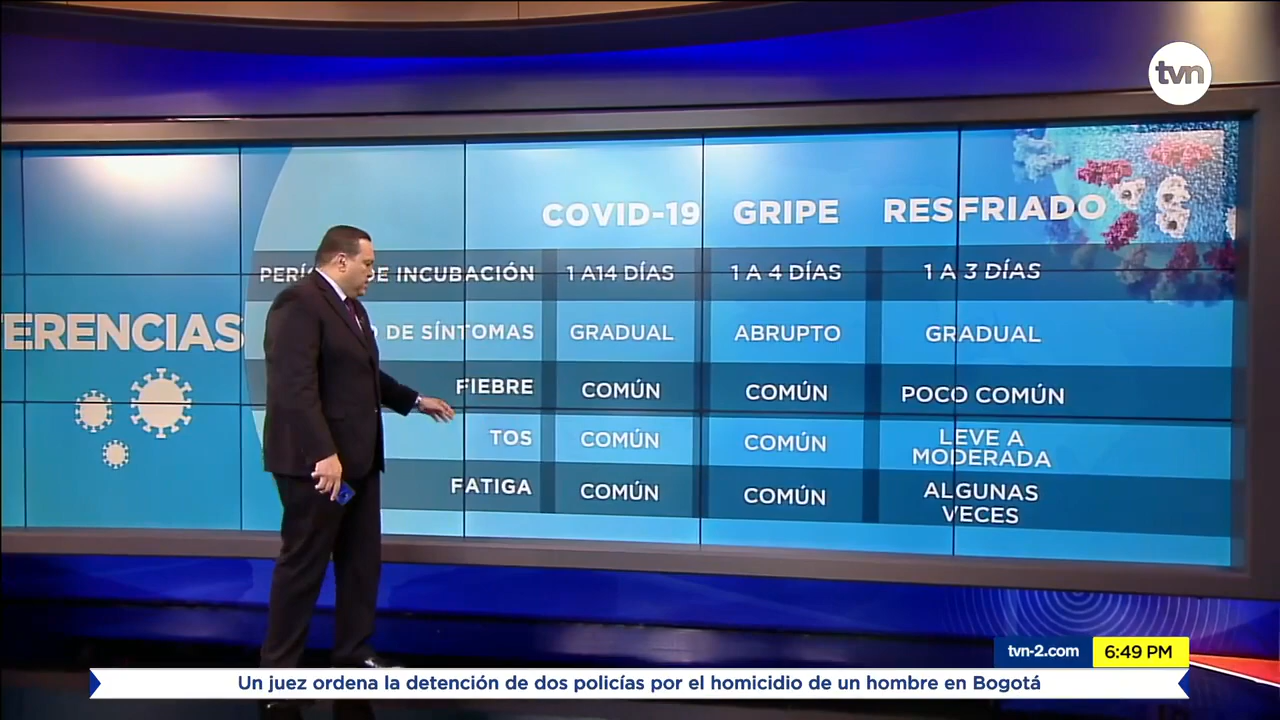 tvn
COVID-19 GRIPE RESFRIADO
DE INCUBACIÓN 1 A14 DÍAS 1 A 4 DÍAS 1 A 3 DÍAS
DE SÍNTOMAS GRADUAL ABRUPTO GRADUAL
FIEBRE COMÚN COMÚN POCO COMÚN
TOS COMÚN COMÚN LEVE A
MODERADA
FATIGA COMÚN COMÚN ALGUNAS
VECES
tvn-2.com 6:49 PM
Un juez ordena la detención de dos policías por el homicidio de un hombre en Bogotá